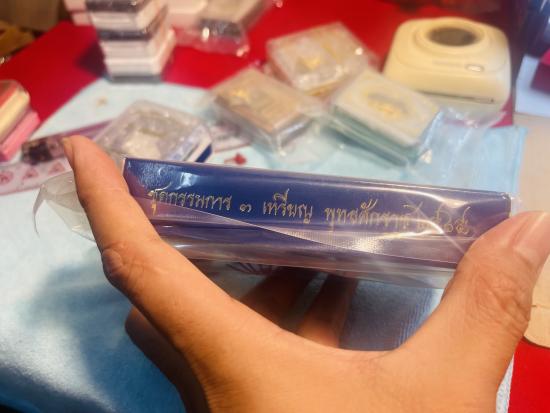 ชุดกรรมการ ๓ เหรียญ พุทธศักราช